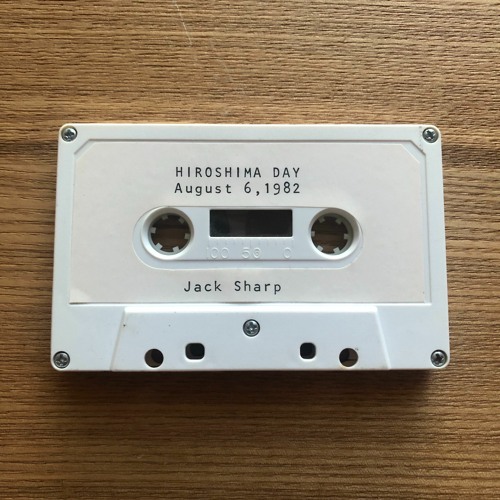 HIROSHIMA DAY
August 6,1982
100 50 0
Jack Sharp